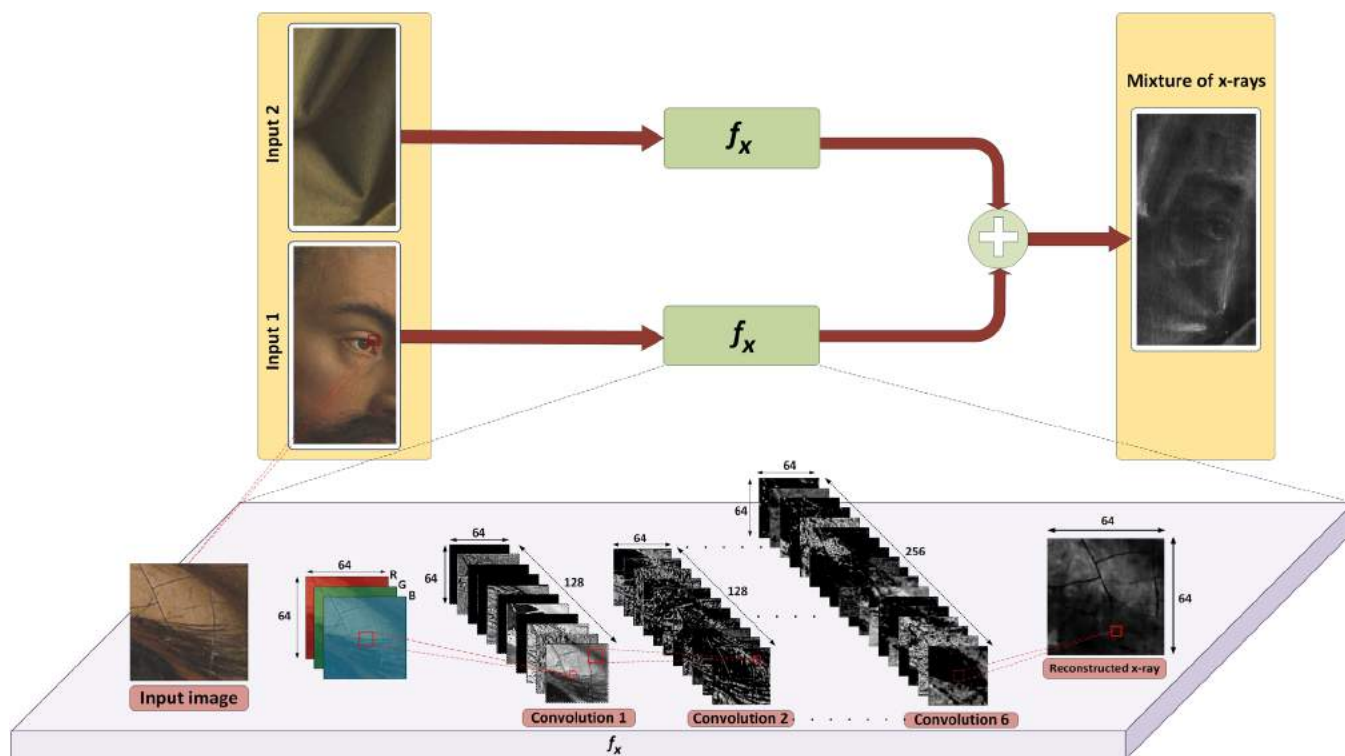 Input 2
Input 1
f_x
f_x
Mixture of x-rays
64
64
R
G
B
64
64
128
64
128
64
64
256
64
64
Input image
Convolution 1
Convolution 2
Convolution 6
Reconstructed x-ray
f_x